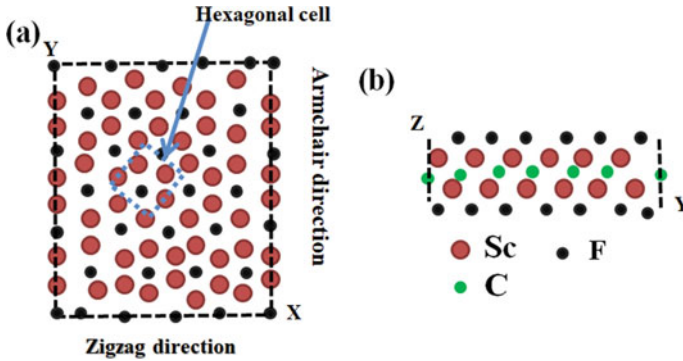 Hexagonal cell
(a)
Y
Armchair direction
X
Zigzag direction
(b)
Z
Y
Sc
F
C